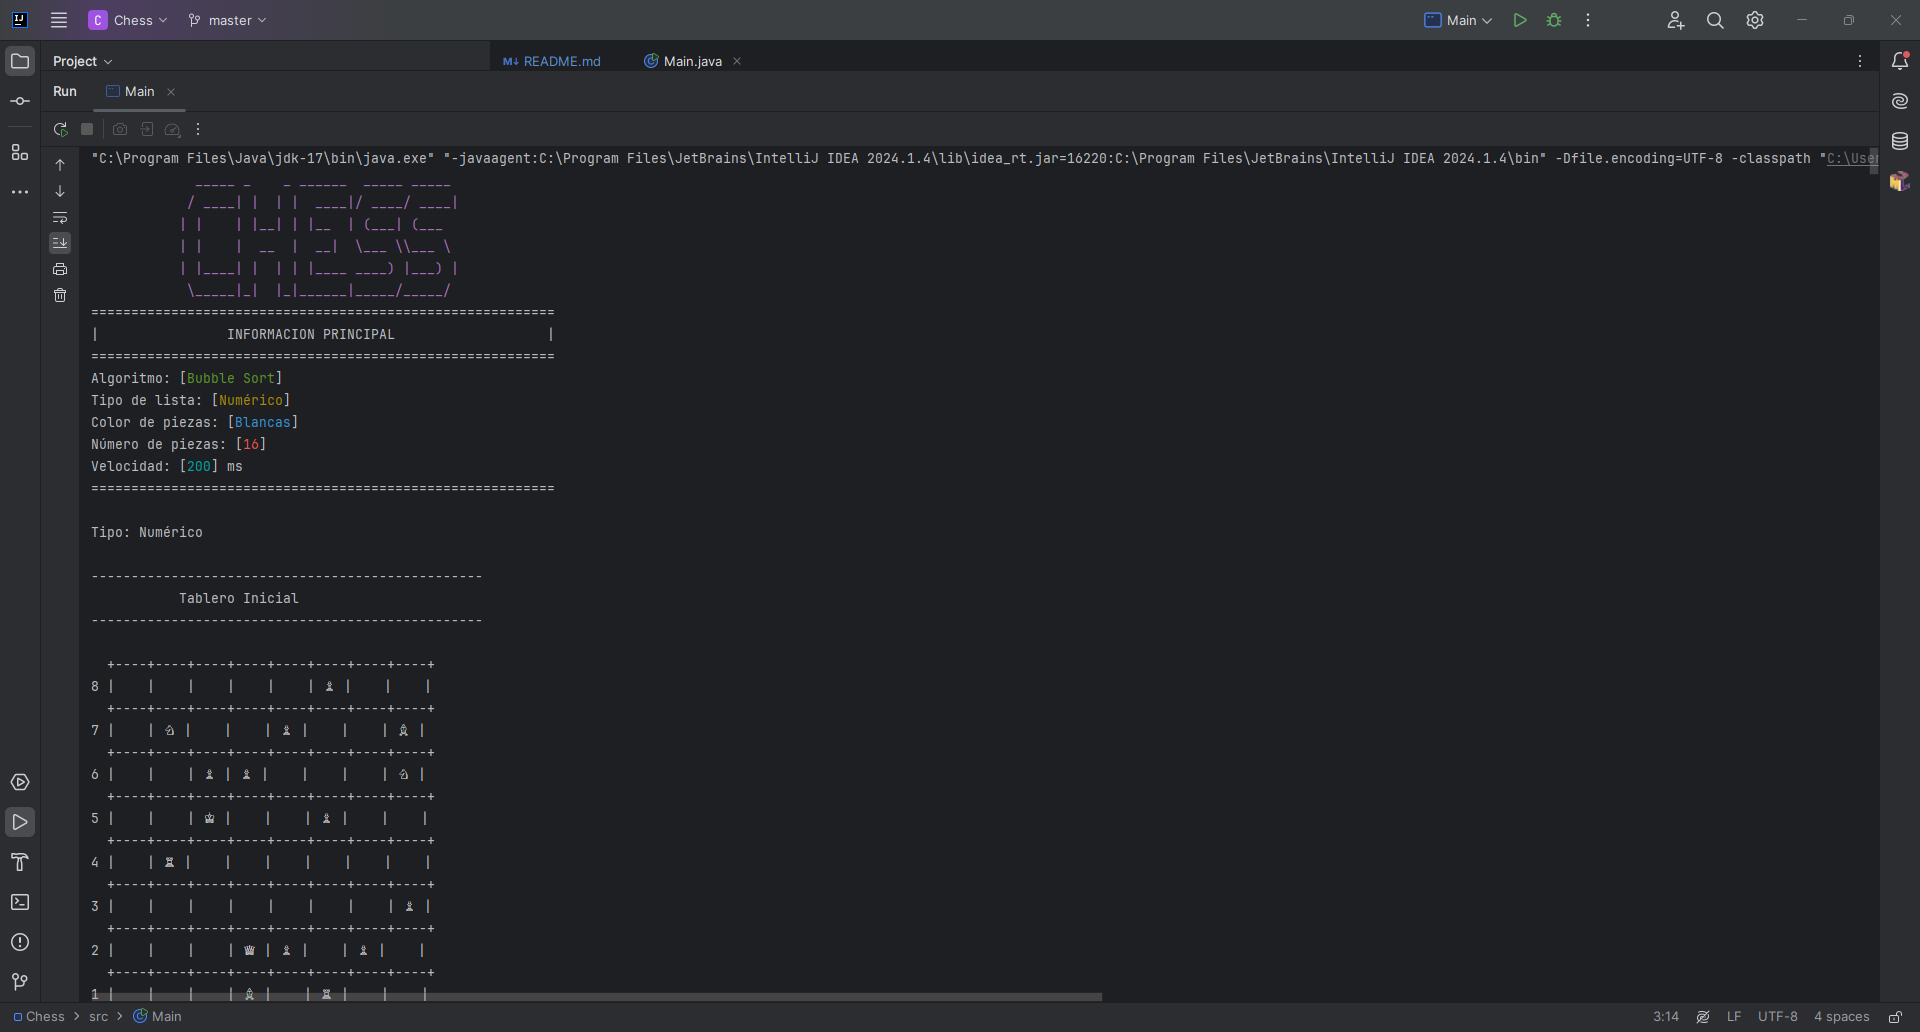 Chess master Main
Project README.md Main.java
Run Main
"C:\Program Files\Java\jdk-17\bin\java.exe" "-javaagent:C:\Program Files\JetBrains\IntelliJ IDEA 2024.1.4\lib\idea_rt.jar=16220:C:\Program Files\JetBrains\IntelliJ IDEA 2024.1.4\bin" -Dfile.encoding=UTF-8 -classpath "C:\User
CHESS
==========================================================
| INFORMACION PRINCIPAL |
==========================================================
Algoritmo: [Bubble Sort]
Tipo de lista: [Numérico]
Color de piezas: [Blancas]
Número de piezas: [16]
Velocidad: [200] ms
==========================================================
Tipo: Numérico
-------------------------------------------------
Tablero Inicial
-------------------------------------------------
+----+----+----+----+----+----+----+----+
8 | | | | | | ♗ | | |
+----+----+----+----+----+----+----+----+
7 | | ♘ | | | ♗ | | | ♗ |
+----+----+----+----+----+----+----+----+
6 | | | ♙ | ♙ | | | | ♘ |
+----+----+----+----+----+----+----+----+
5 | | | ♔ | | | ♙ | | |
+----+----+----+----+----+----+----+----+
4 | | ♖ | | | | | | |
+----+----+----+----+----+----+----+----+
3 | | | | | | | | ♙ |
+----+----+----+----+----+----+----+----+
2 | | | | ♕ | ♙ | | ♙ | |
+----+----+----+----+----+----+----+----+
1 | | | | ♗ | | ♖ | | |
Chess > src > Main 3:14 LF UTF-8 4 spaces